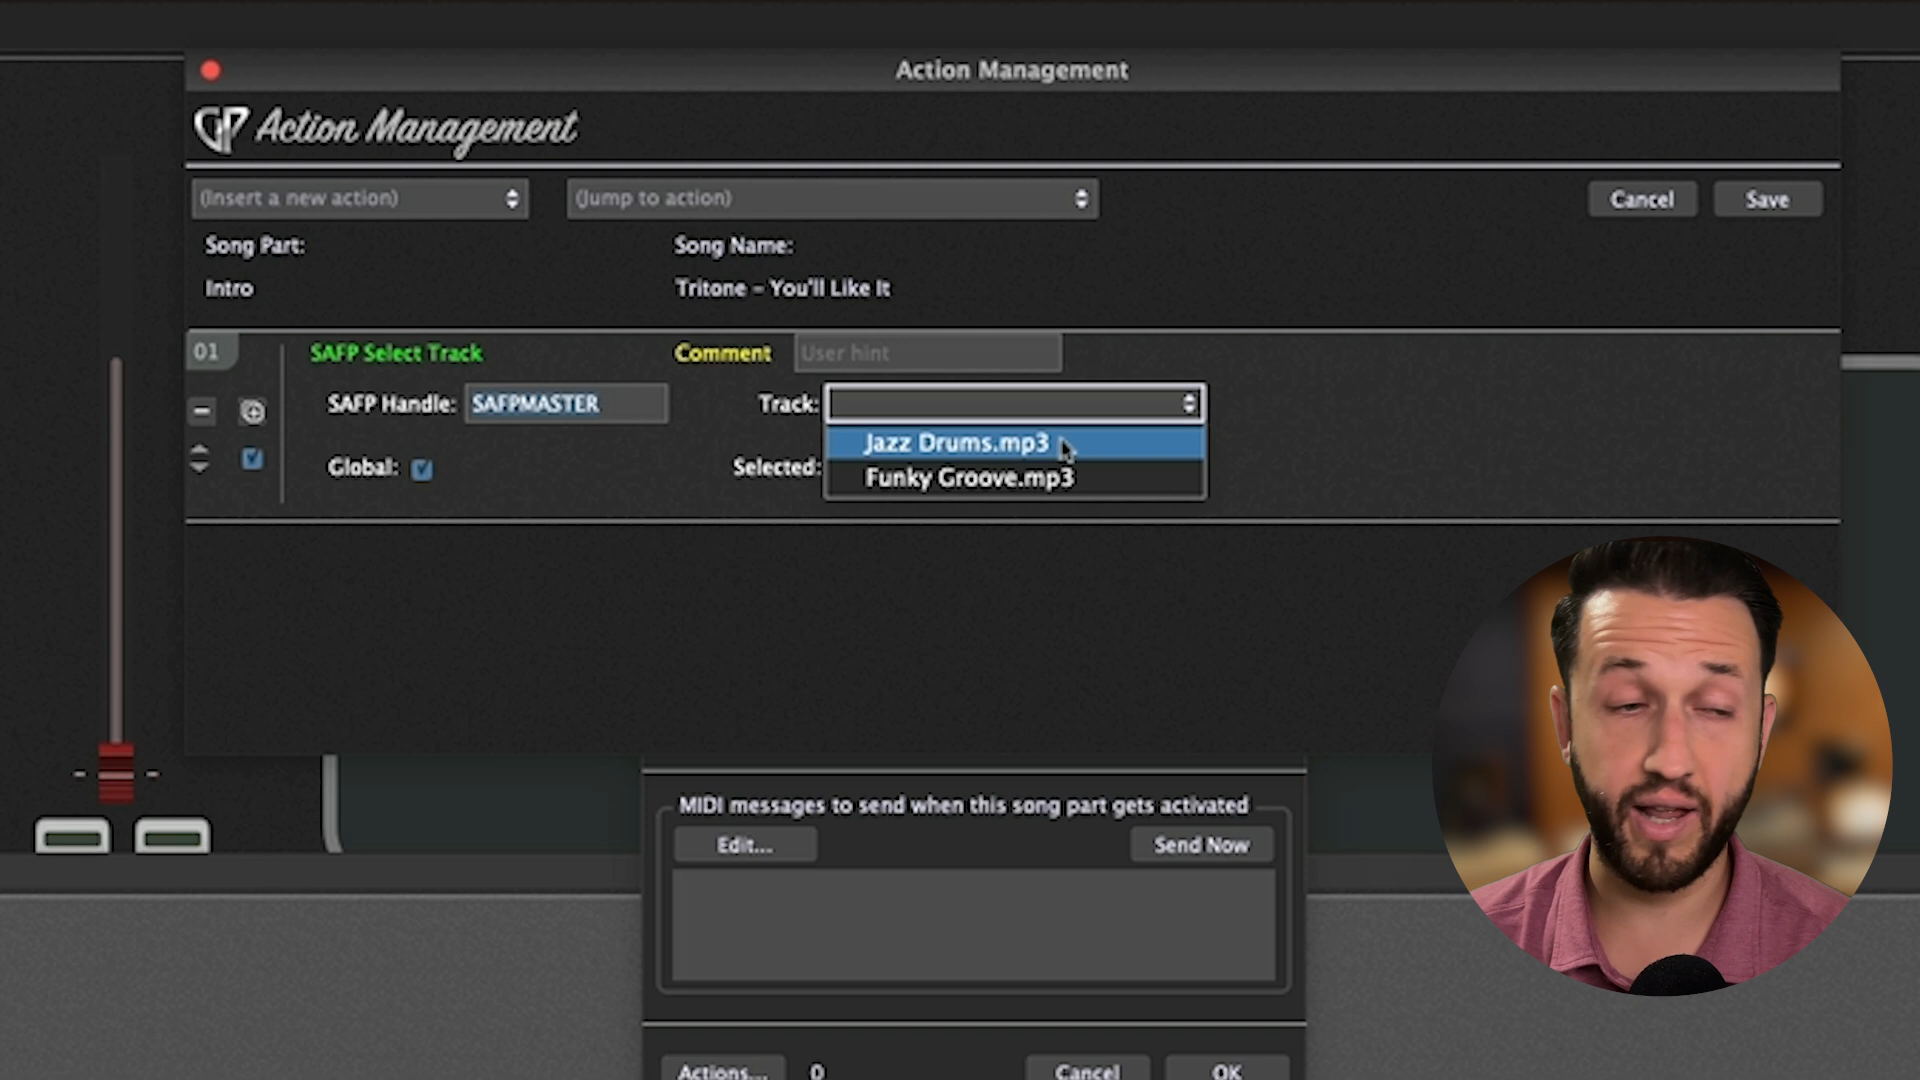 Action Management
GP Action Management
(Insert a new action) (Jump to action) Cancel Save
Song Part: Song Name:
Intro Tritone - You'll Like It
01 SAFP Select Track Comment User hint
SAFP Handle: SAFPMASTER Track:
Jazz Drums.mp3
Global: Selected: Funky Groove.mp3
MIDI messages to send when this song part gets activated
Edit... Send Now
Actions... 0 Cancel OK